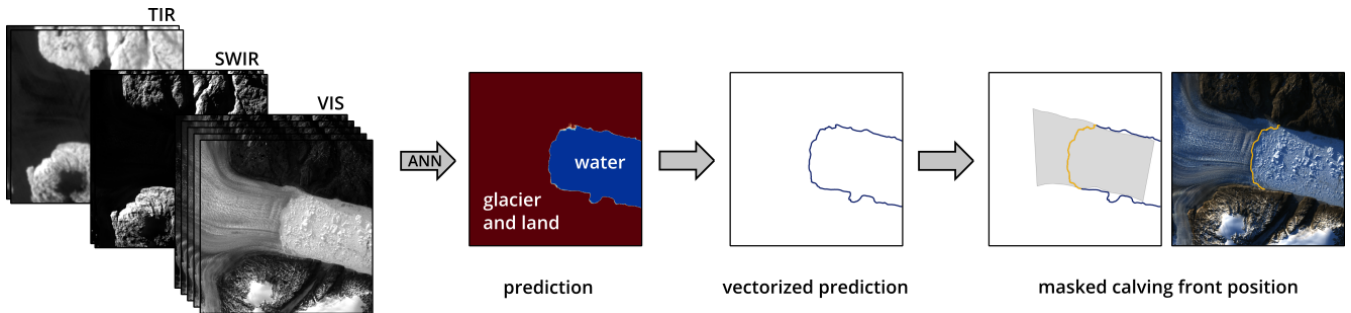 TIR
SWIR
VIS
ANN
water
glacier
and land
prediction
vectorized prediction
masked calving front position